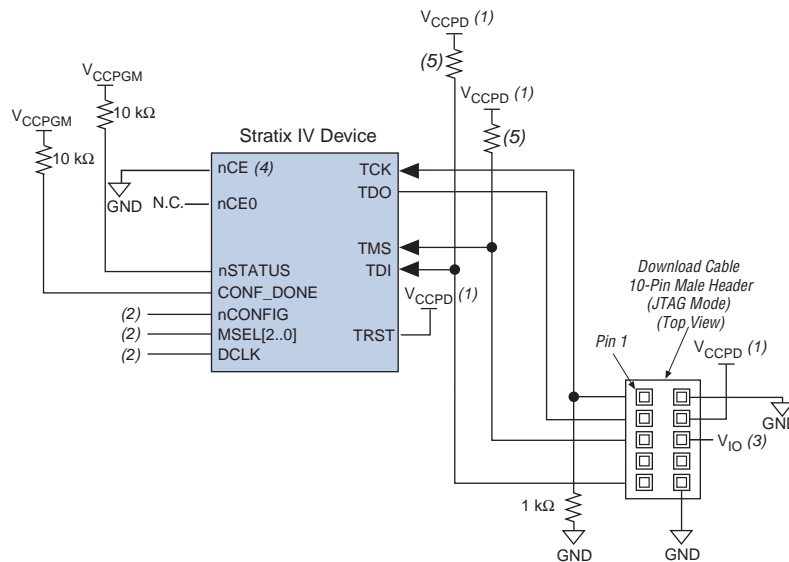 V_CCPD (1)
(5)
V_CCPGM
V_CCPD (1)
10 kΩ
V_CCPGM
(5)
10 kΩ
Stratix IV Device
nCE (4)
TCK
GND
TDO
N.C.
nCE0
TMS
nSTATUS
TDI
CONF_DONE
V_CCPD (1)
(2)
nCONFIG
(2)
MSEL[2..0]
TRST
(2)
DCLK
Download Cable
10-Pin Male Header
(JTAG Mode)
(Top View)
Pin 1
V_CCPD (1)
GND
V_IO (3)
1 kΩ
GND
GND